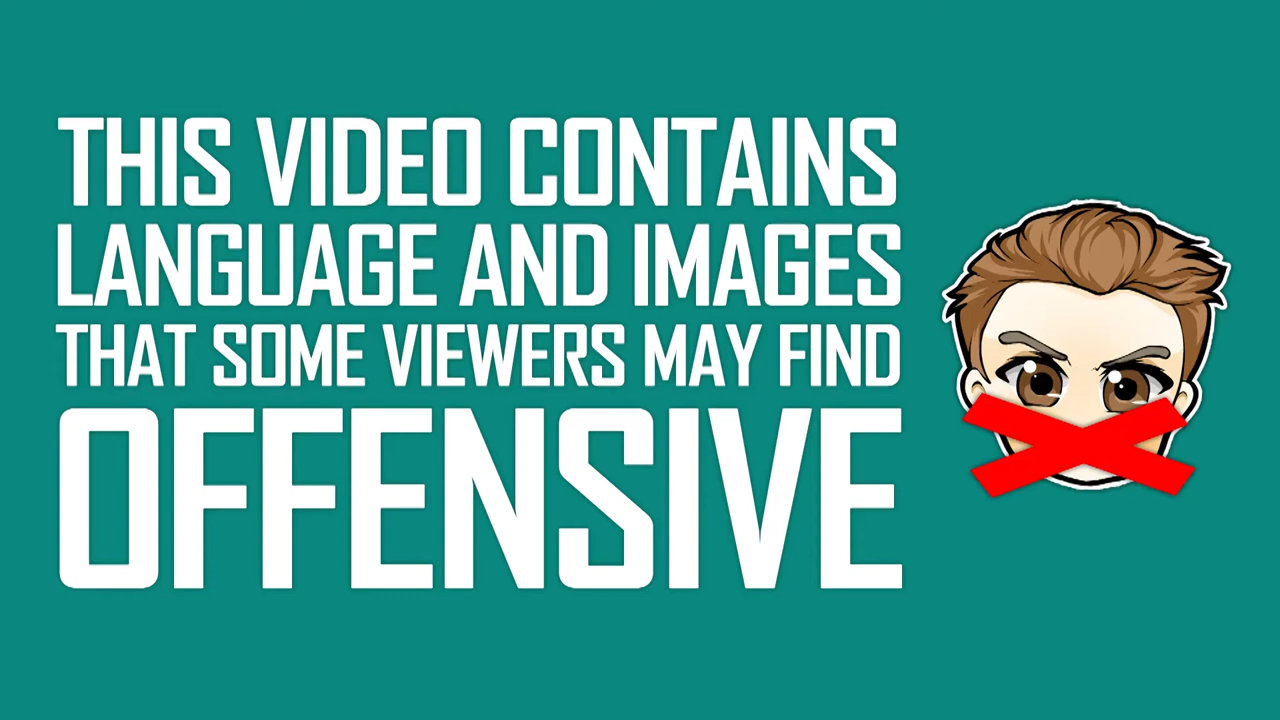 THIS VIDEO CONTAINS
LANGUAGE AND IMAGES
THAT SOME VIEWERS MAY FIND
OFFENSIVE